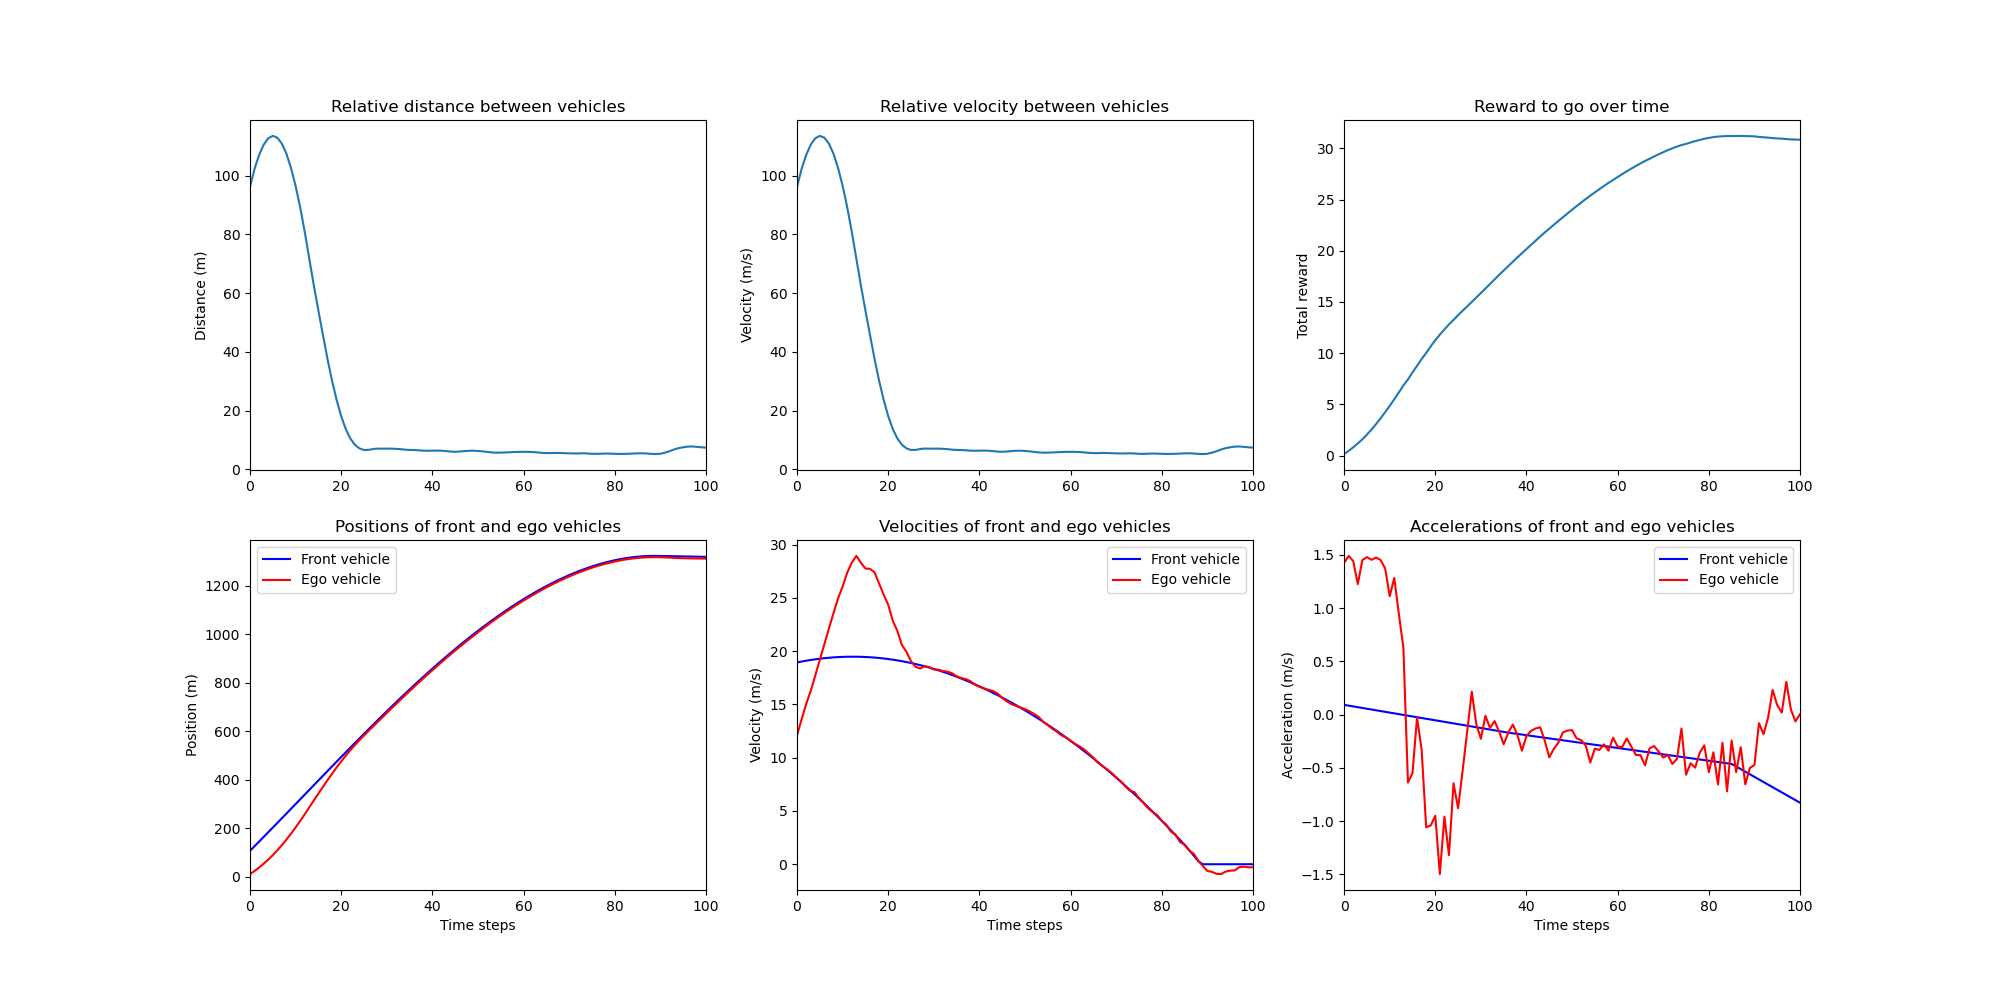 Relative distance between vehicles
Distance (m)
0
20
40
60
80
100
0 20 40 60 80 100
Relative velocity between vehicles
Velocity (m/s)
0
20
40
60
80
100
0 20 40 60 80 100
Reward to go over time
Total reward
0
5
10
15
20
25
30
0 20 40 60 80 100
Positions of front and ego vehicles
Front vehicle
Ego vehicle
Position (m)
0
200
400
600
800
1000
1200
0 20 40 60 80 100
Time steps
Velocities of front and ego vehicles
Front vehicle
Ego vehicle
Velocity (m/s)
0
5
10
15
20
25
30
0 20 40 60 80 100
Time steps
Accelerations of front and ego vehicles
Front vehicle
Ego vehicle
Acceleration (m/s)
−1.5
−1.0
−0.5
0.0
0.5
1.0
1.5
0 20 40 60 80 100
Time steps